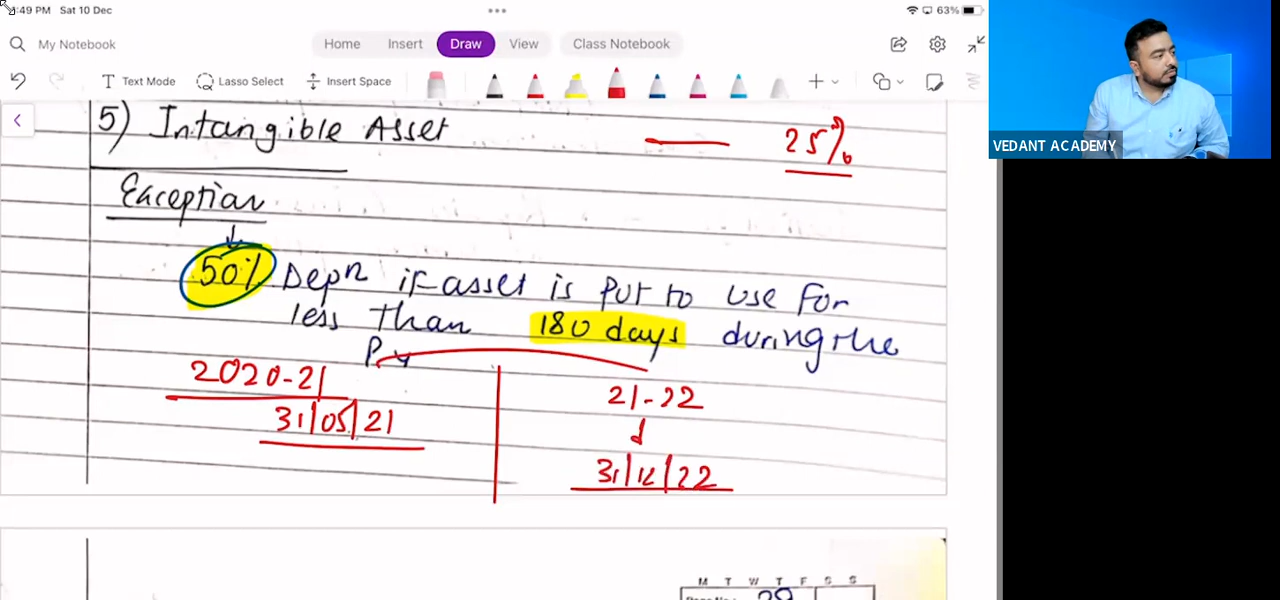 :49 PM Sat 10 Dec
63%
My Notebook
Home Insert Draw View Class Notebook
Text Mode Lasso Select Insert Space
VEDANT ACADEMY
5) Intangible Asset 25%
Exception
50% Depn if asset is put to use for
less than 180 days during the
P.y
2020-21 21-22
31/05/21
31/12/22
M T W T F S S